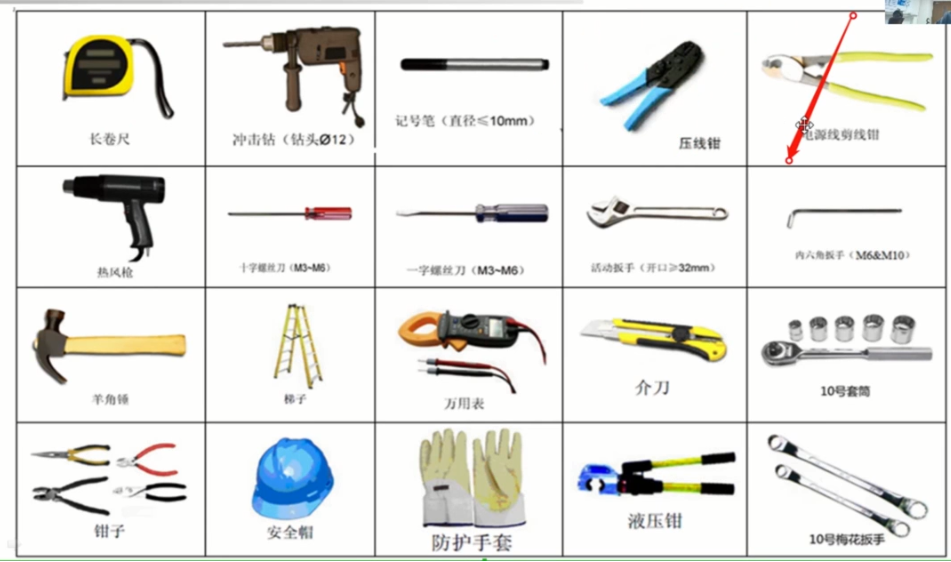 长卷尺
冲击钻（钻头Ø12）
记号笔（直径≤10mm）
压线钳
电源线剪线钳
热风枪
十字螺丝刀（M3~M6）
一字螺丝刀（M3~M6）
活动扳手（开口≥32mm）
内六角扳手（M6&M10）
羊角锤
梯子
万用表
介刀
10号套筒
钳子
安全帽
防护手套
液压钳
10号梅花扳手